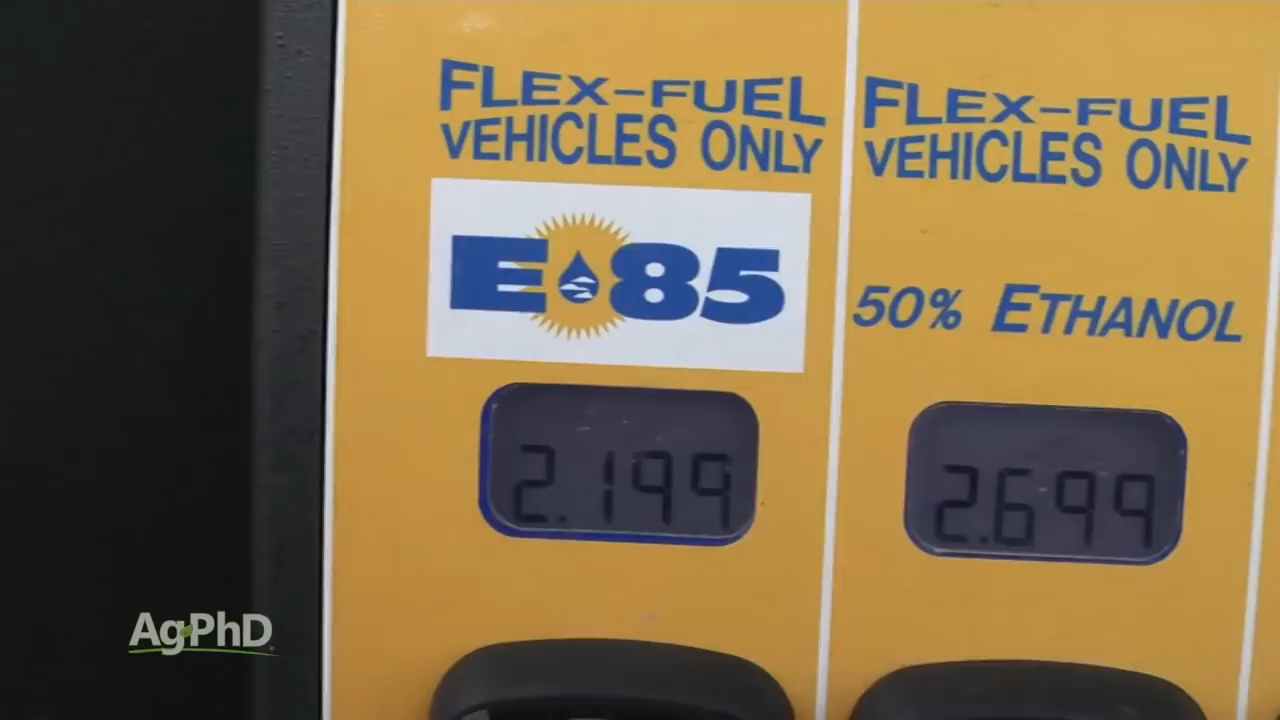 FLEX-FUEL
VEHICLES ONLY
E85
2.199
FLEX-FUEL
VEHICLES ONLY
50% ETHANOL
2.699
AgPhD